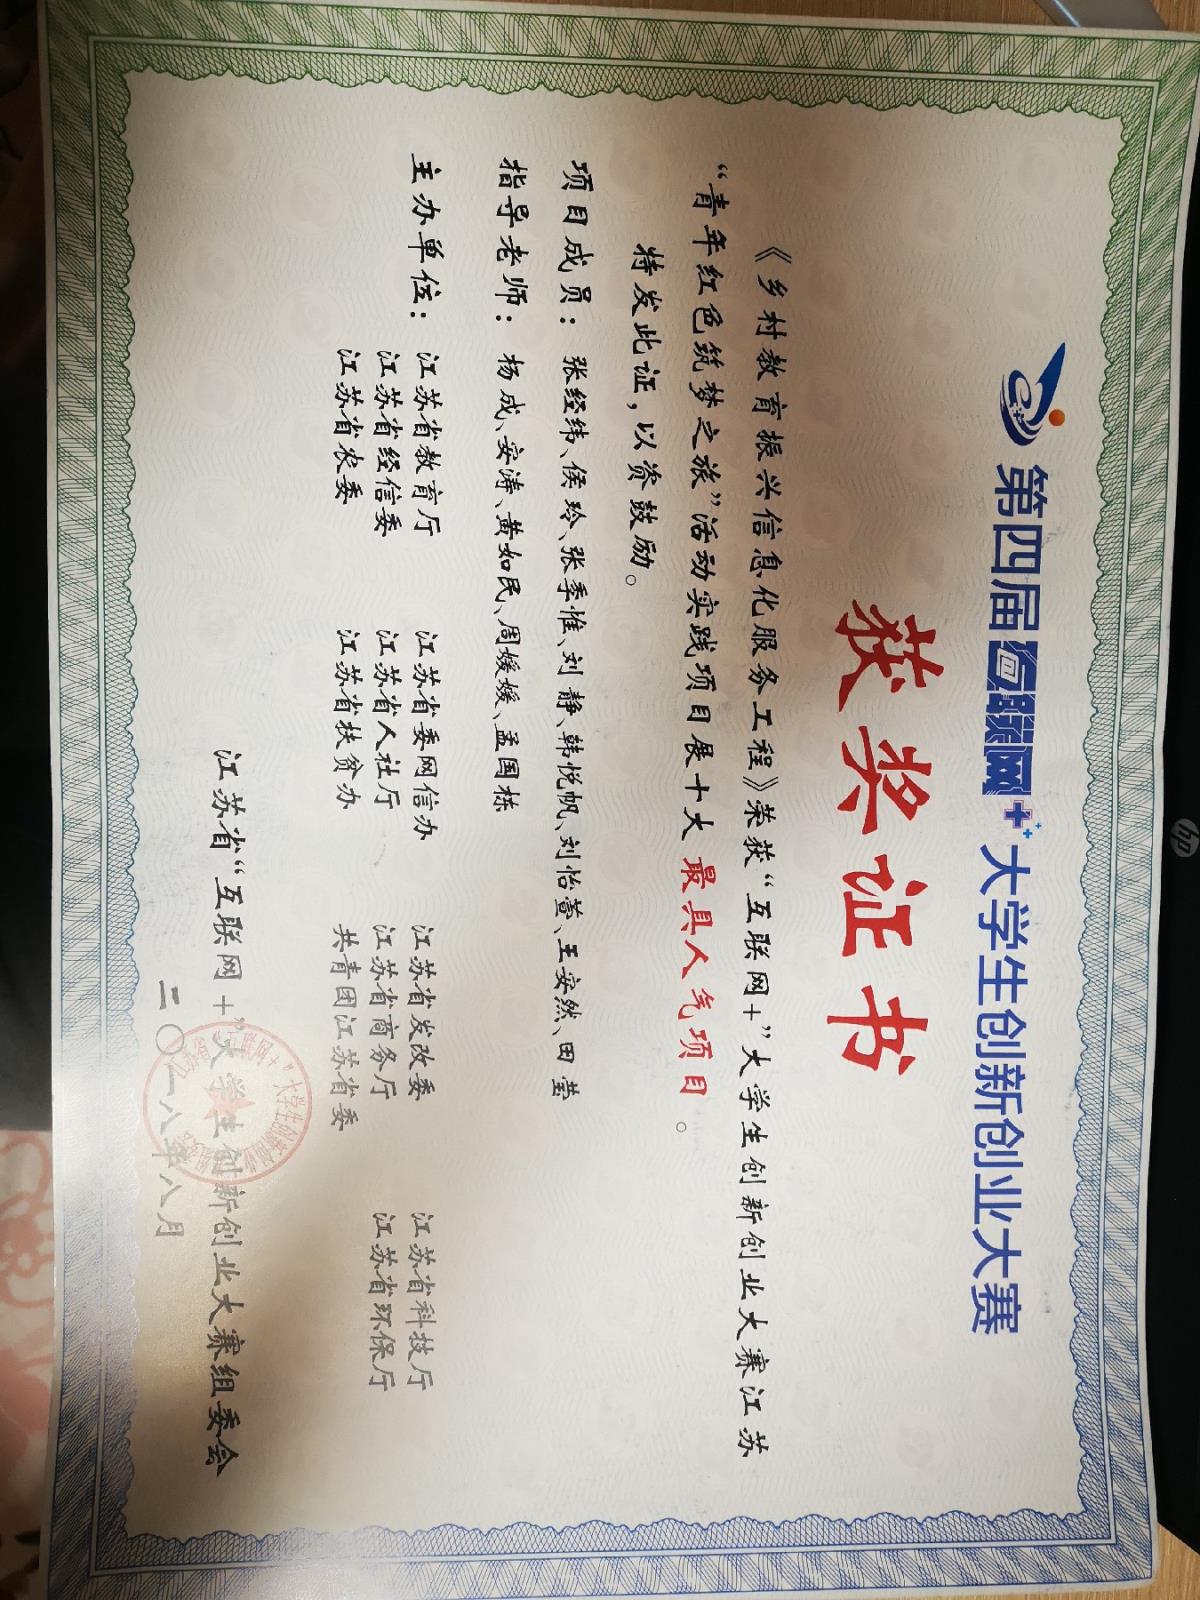 第四届互联网+大学生创新创业大赛
获奖证书
《乡村教育振兴信息化服务工程》荣获“互联网+”大学生创新创业大赛江苏
“青年红色筑梦之旅”活动实践项目展十大最具人气项目。
特发此证，以资鼓励。
项目成员：张经纬、侯玲、张季惟、刘静、韩悦帆、刘怡萱、王安然、田莹
指导老师：杨成、安涛、黄如民、周媛媛、孟国栋
主办单位：江苏省教育厅 江苏省委网信办 江苏省发改委 江苏省科技厅
江苏省经信委 江苏省人社厅 江苏省商务厅 江苏省环保厅
江苏省农委 江苏省扶贫办 共青团江苏省委
江苏省“互联网+”大学生创新创业大赛组委会
二〇一八年八月
hp